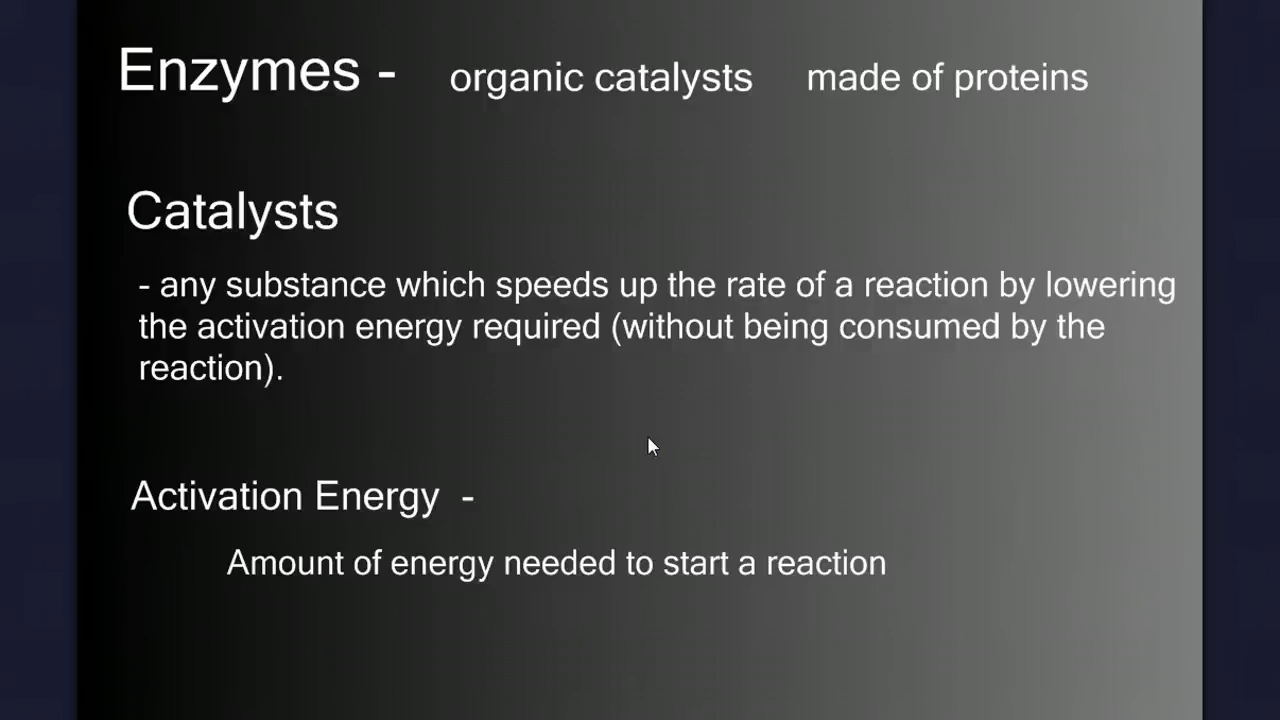 Enzymes - organic catalysts made of proteins
Catalysts
- any substance which speeds up the rate of a reaction by lowering
the activation energy required (without being consumed by the
reaction).
Activation Energy -
Amount of energy needed to start a reaction